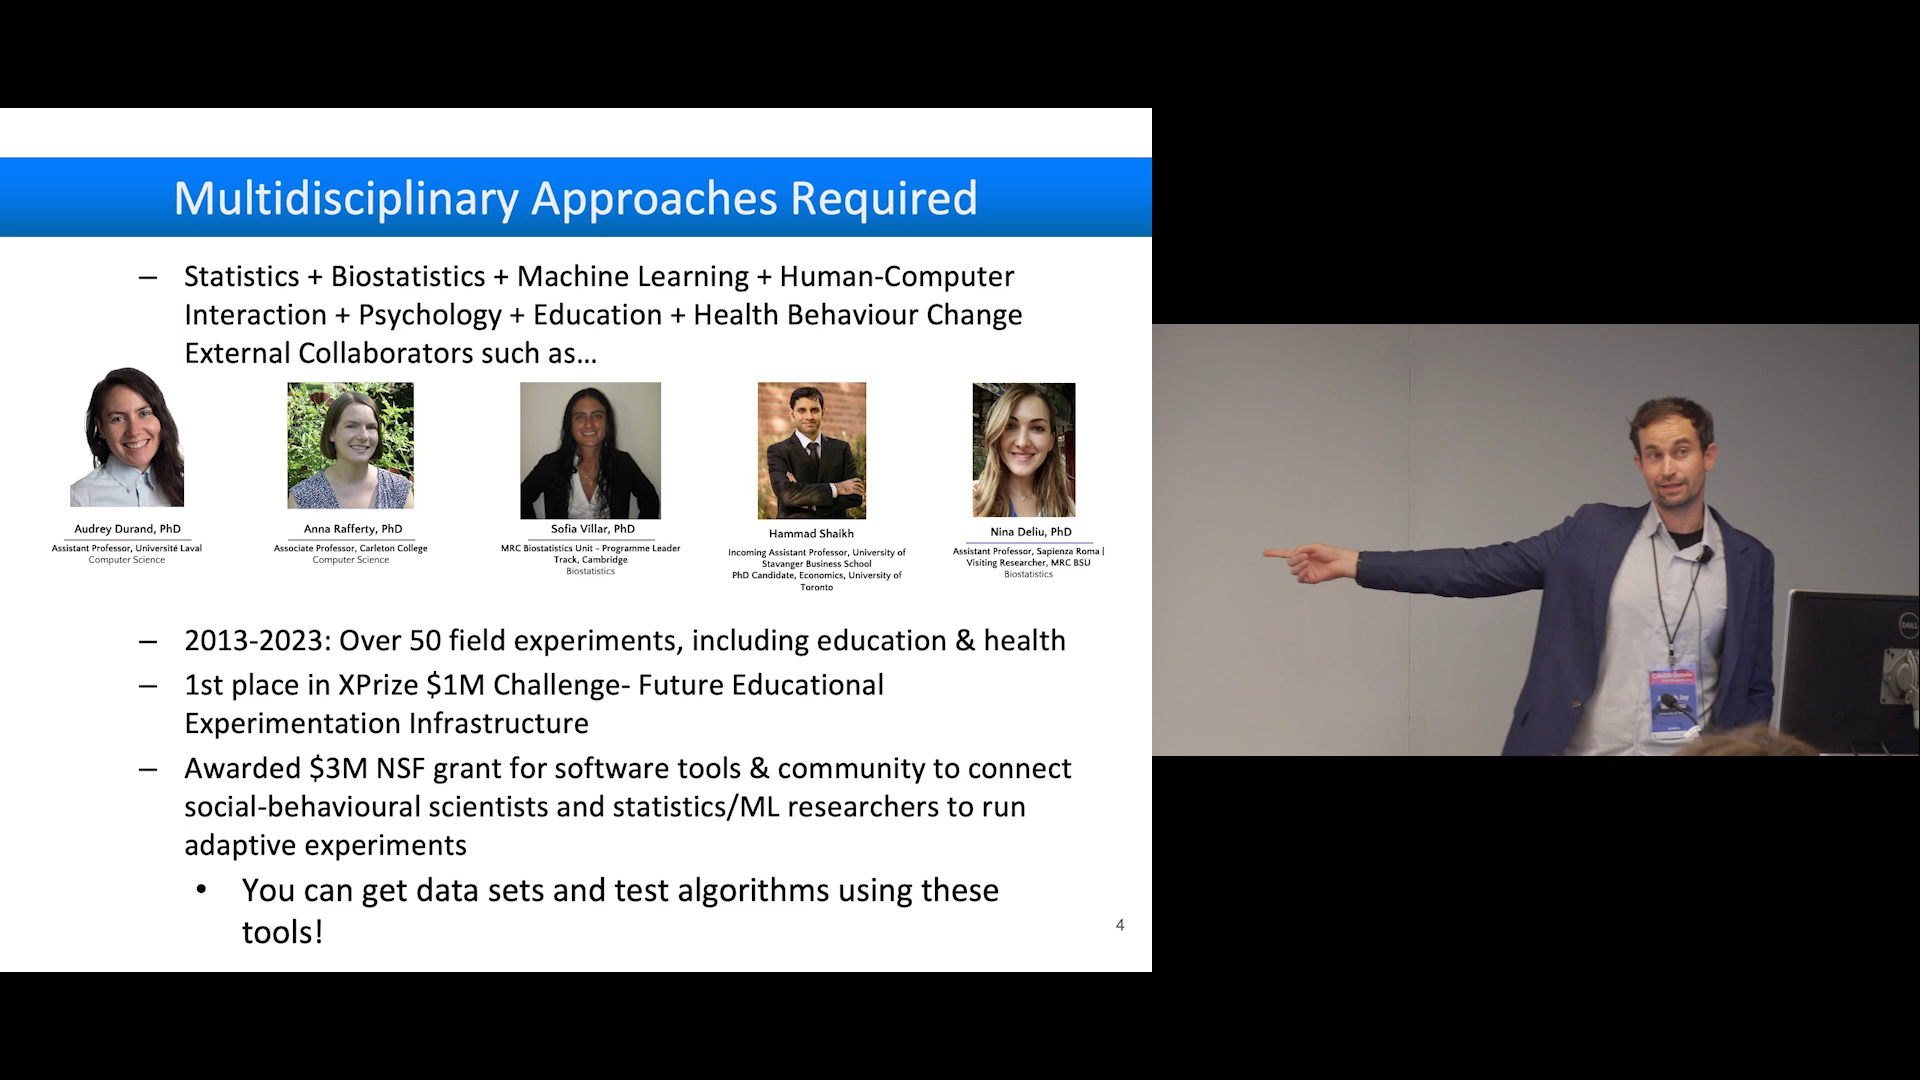 Multidisciplinary Approaches Required
– Statistics + Biostatistics + Machine Learning + Human-Computer
Interaction + Psychology + Education + Health Behaviour Change
External Collaborators such as…
Audrey Durand, PhD
Assistant Professor, Université Laval
Computer Science
Anna Rafferty, PhD
Associate Professor, Carleton College
Computer Science
Sofia Villar, PhD
MRC Biostatistics Unit – Programme Leader
Track, Cambridge
Biostatistics
Hammad Shaikh
Incoming Assistant Professor, University of
Stavanger Business School
PhD Candidate, Economics, University of
Toronto
Nina Deliu, PhD
Assistant Professor, Sapienza Roma |
Visiting Researcher, MRC BSU
Biostatistics
– 2013-2023: Over 50 field experiments, including education & health
– 1st place in XPrize $1M Challenge- Future Educational
Experimentation Infrastructure
– Awarded $3M NSF grant for software tools & community to connect
social-behavioural scientists and statistics/ML researchers to run
adaptive experiments
• You can get data sets and test algorithms using these
tools!
4
DELL